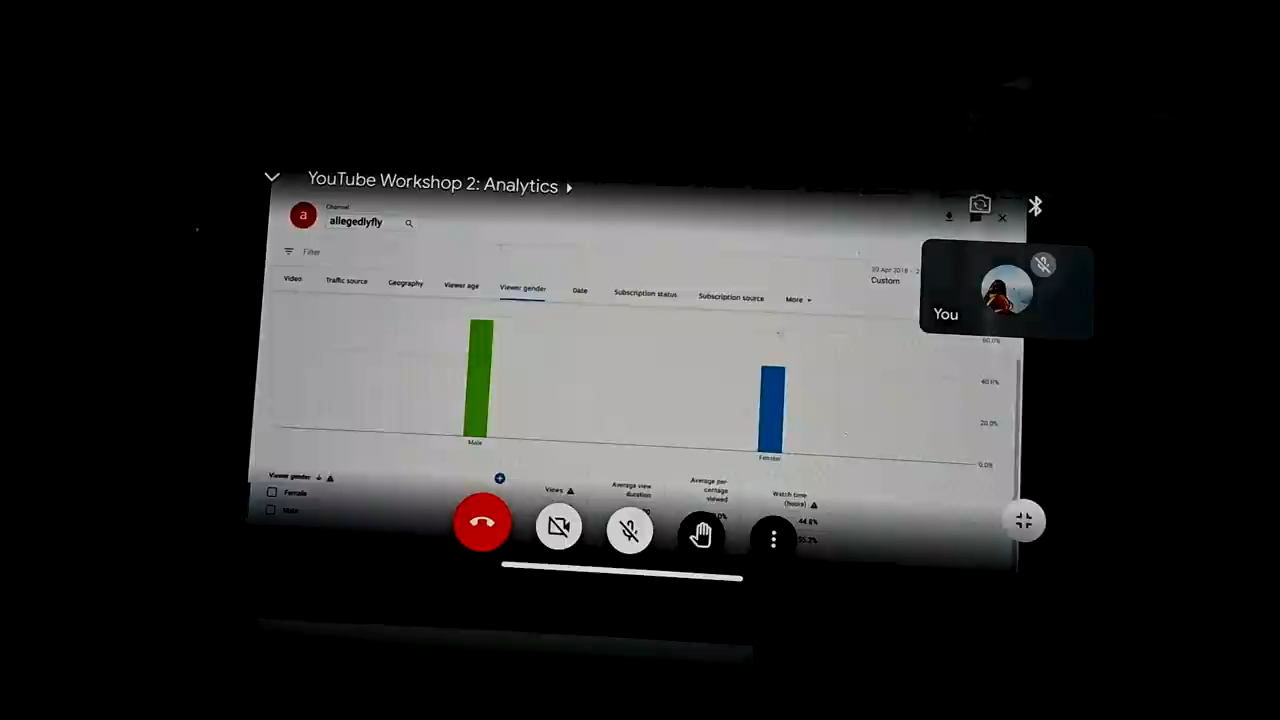 YouTube Workshop 2: Analytics
Channel
a allegedlyfly
Filter
Custom
Video Traffic source Geography Viewer age Viewer gender Date Subscription status Subscription source More
You
60.0%
40.0%
20.0%
0.0%
Male Female
Viewer gender Views Average view duration Average percentage viewed Watch time (hours)
Female 44.8%
Male 55.2%